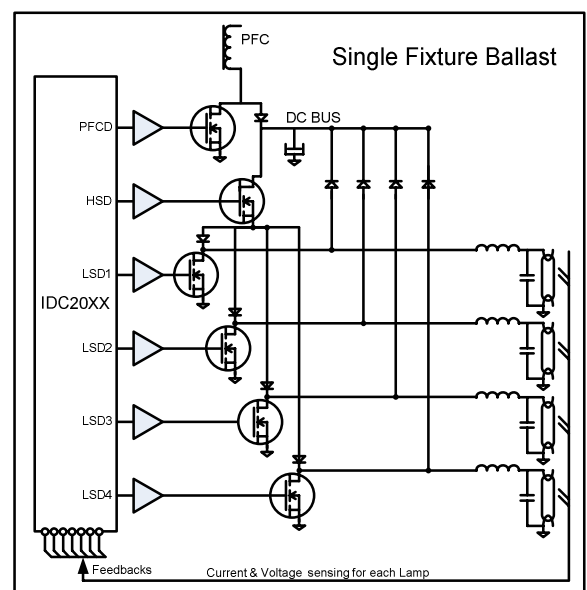 Single Fixture Ballast
PFC
PFCD
DC BUS
HSD
LSD1
IDC20XX
LSD2
LSD3
LSD4
Feedbacks
Current & Voltage sensing for each Lamp